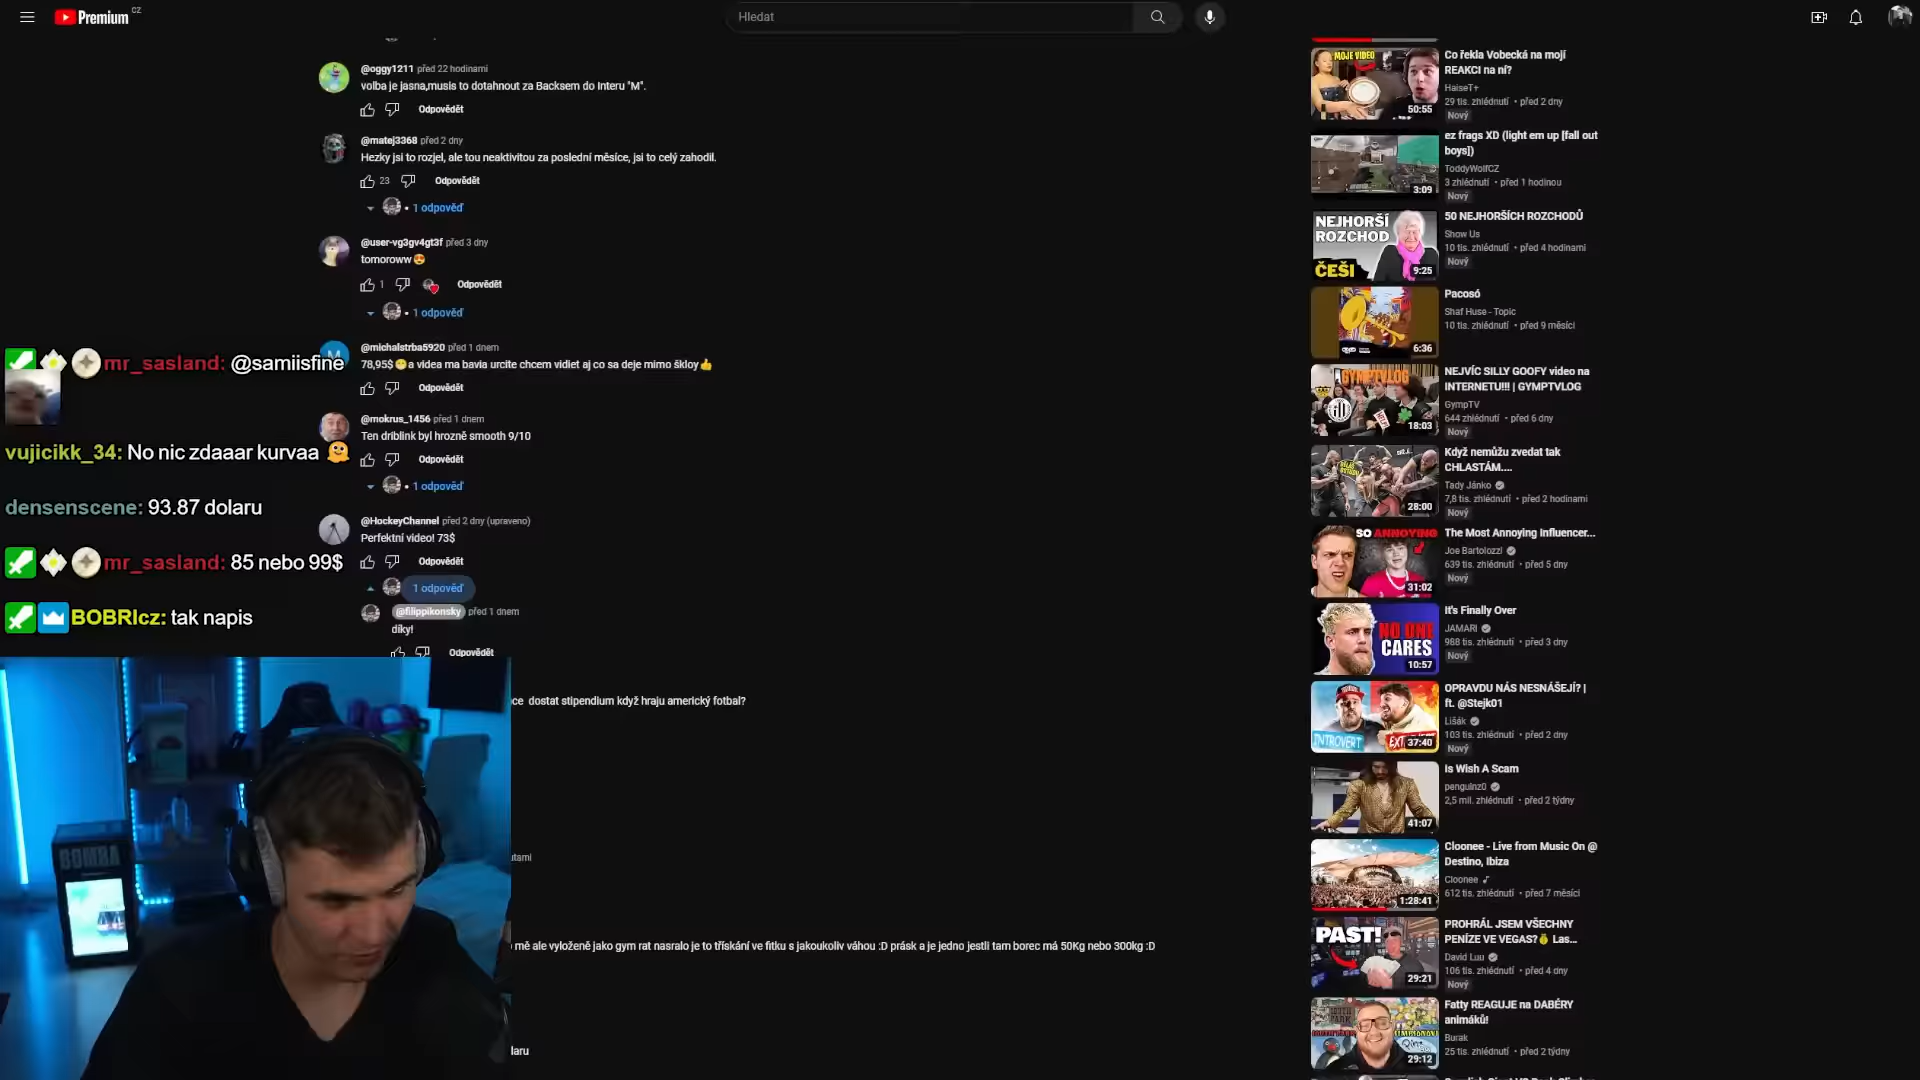 Premium CZ
Hledat
@oggy1211 před 22 hodinami
volba je jasna,musis to dotahnout za Backsem do Interu "M".
Odpovědět
@matej3368 před 2 dny
Hezky jsi to rozjel, ale tou neaktivitou za poslední měsíce, jsi to celý zahodil.
23 Odpovědět
• 1 odpověď
@user-vg3gv4gt3f před 3 dny
tomoroww😍
1 Odpovědět
• 1 odpověď
@michalstrba5920 před 1 dnem
78,95$😁a videa ma bavia urcite chcem vidiet aj co sa deje mimo škloy👍
Odpovědět
@mokrus_1456 před 1 dnem
Ten driblink byl hrozně smooth 9/10
Odpovědět
• 1 odpověď
@HockeyChannel před 2 dny (upraveno)
Perfektní video! 73$
Odpovědět
1 odpověď
@filippikonsky před 1 dnem
díky!
Odpovědět
ce dostat stipendium když hraju americký fotbal?
utami
mě ale vyloženě jako gym rat nasralo je to třískání ve fitku s jakoukoliv váhou :D prásk a je jedno jestli tam borec má 50Kg nebo 300kg :D
laru
mr_sasland: @samiisfine
vujicikk_34: No nic zdaaar kurvaa 🤗
densenscene: 93.87 dolaru
mr_sasland: 85 nebo 99$
BOBRIcz: tak napis
BOMBA
MOJE VIDEO
50:55
Co řekla Vobecká na mojí
REAKCI na ní?
HaiseT+
29 tis. zhlédnutí • před 2 dny
Nový
3:09
ez frags XD (light em up [fall out
boys])
ToddyWolfCZ
3 zhlédnutí • před 1 hodinou
Nový
NEJHORŠÍ
ROZCHOD
ČEŠI
9:25
50 NEJHORŠÍCH ROZCHODŮ
Show Us
10 tis. zhlédnutí • před 4 hodinami
Nový
6:36
Pacosó
Shaf Huse - Topic
10 tis. zhlédnutí • před 9 měsíci
GYMPTVLOG
18:03
NEJVÍC SILLY GOOFY video na
INTERNETU!!! | GYMPTVLOG
GympTV
644 zhlédnutí • před 6 dny
Nový
28:00
Když nemůžu zvedat tak
CHLASTÁM....
Tady Jánko
7,8 tis. zhlédnutí • před 2 hodinami
Nový
SO ANNOYING
31:02
The Most Annoying Influencer...
Joe Bartolozzi
639 tis. zhlédnutí • před 5 dny
Nový
NO ONE
CARES
10:57
It's Finally Over
JAMARI
988 tis. zhlédnutí • před 3 dny
Nový
INTROVERT
EXT
37:40
OPRAVDU NÁS NESNÁŠEJÍ? |
ft. @Stejk01
Lišák
103 tis. zhlédnutí • před 2 dny
Nový
41:07
Is Wish A Scam
penguinz0
2,5 mil. zhlédnutí • před 2 týdny
1:28:41
Cloonee - Live from Music On @
Destino, Ibiza
Cloonee
612 tis. zhlédnutí • před 7 měsíci
PAST!
29:21
PROHRÁL JSEM VŠECHNY
PENÍZE VE VEGAS?💰 Las...
David Luu
106 tis. zhlédnutí • před 4 dny
Nový
29:12
Fatty REAGUJE na DABÉRY
animáků!
Burak
25 tis. zhlédnutí • před 2 týdny